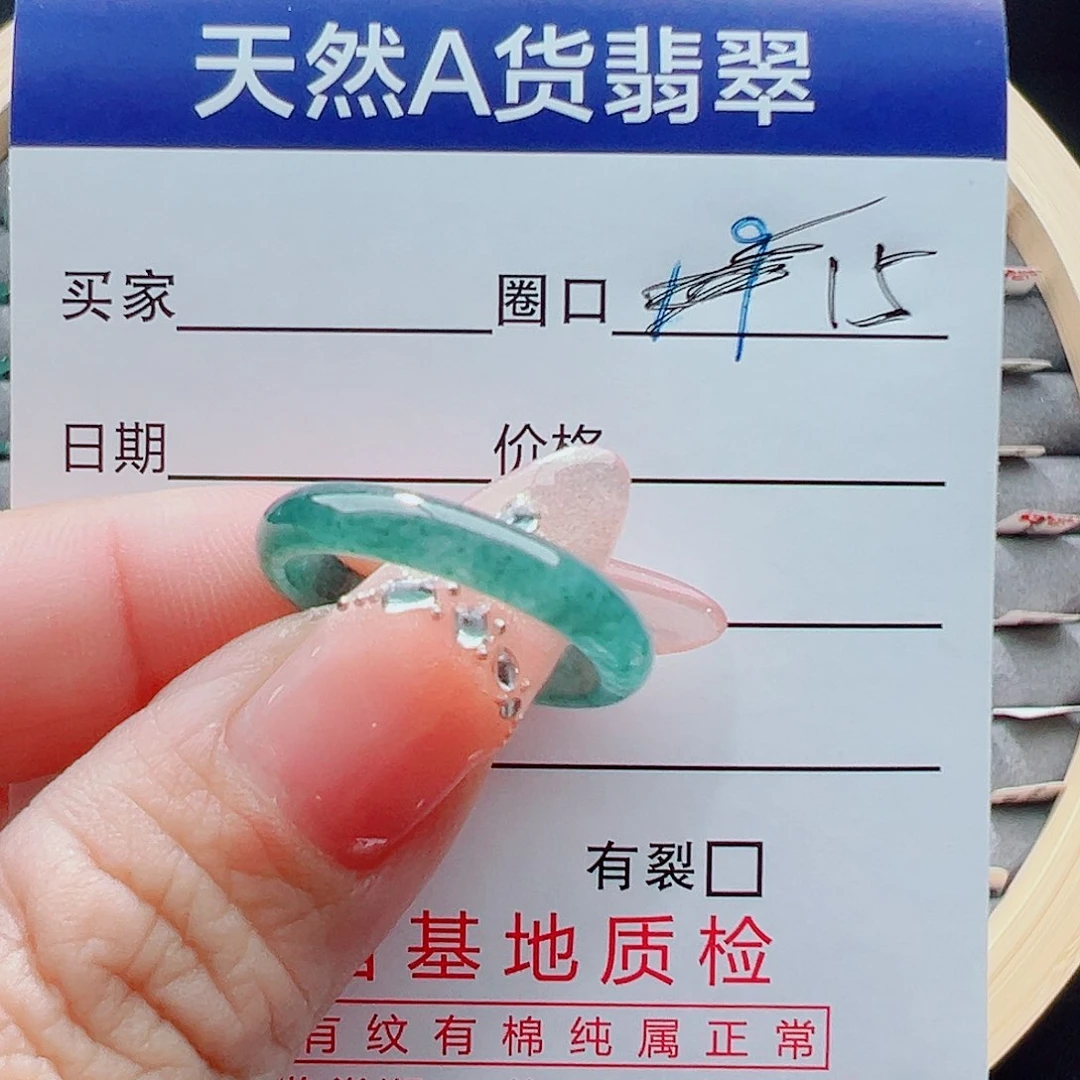 天然A货翡翠
买家 圈口 15
日期 价格
有裂
基地质检
有纹有棉纯属正常